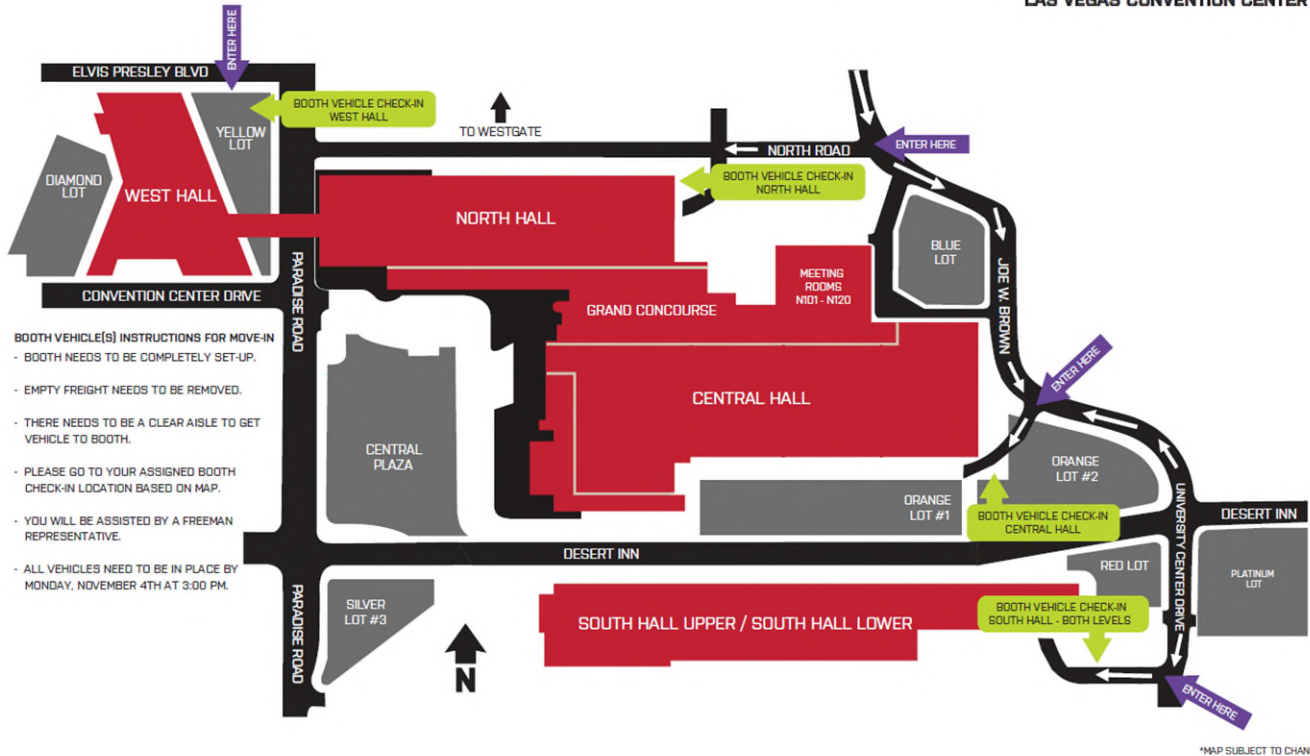 LAS VEGAS CONVENTION CENTER
ENTER HERE
ELVIS PRESLEY BLVD
BOOTH VEHICLE CHECK-IN
WEST HALL
YELLOW
LOT
TO WESTGATE
NORTH ROAD
ENTER HERE
DIAMOND
LOT
WEST HALL
BOOTH VEHICLE CHECK-IN
NORTH HALL
NORTH HALL
BLUE
LOT
PARADISE ROAD
MEETING
ROOMS
N101 - N120
JOE W. BROWN
CONVENTION CENTER DRIVE
GRAND CONCOURSE
BOOTH VEHICLE(S) INSTRUCTIONS FOR MOVE-IN
- BOOTH NEEDS TO BE COMPLETELY SET-UP.
- EMPTY FREIGHT NEEDS TO BE REMOVED.
- THERE NEEDS TO BE A CLEAR AISLE TO GET
VEHICLE TO BOOTH.
- PLEASE GO TO YOUR ASSIGNED BOOTH
CHECK-IN LOCATION BASED ON MAP.
- YOU WILL BE ASSISTED BY A FREEMAN
REPRESENTATIVE.
- ALL VEHICLES NEED TO BE IN PLACE BY
MONDAY, NOVEMBER 4TH AT 3:00 PM.
ENTER HERE
CENTRAL HALL
CENTRAL
PLAZA
ORANGE
LOT #2
ORANGE
LOT #1
BOOTH VEHICLE CHECK-IN
CENTRAL HALL
UNIVERSITY CENTER DRIVE
DESERT INN
DESERT INN
RED LOT
PLATINUM
LOT
PARADISE ROAD
SILVER
LOT #3
N
SOUTH HALL UPPER / SOUTH HALL LOWER
BOOTH VEHICLE CHECK-IN
SOUTH HALL - BOTH LEVELS
ENTER HERE
*MAP SUBJECT TO CHAN